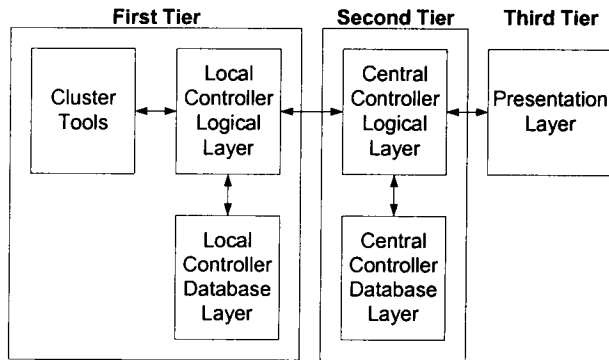 First Tier
Second Tier
Third Tier
Cluster
Tools
Local
Controller
Logical
Layer
Central
Controller
Logical
Layer
Presentation
Layer
Local
Controller
Database
Layer
Central
Controller
Database
Layer